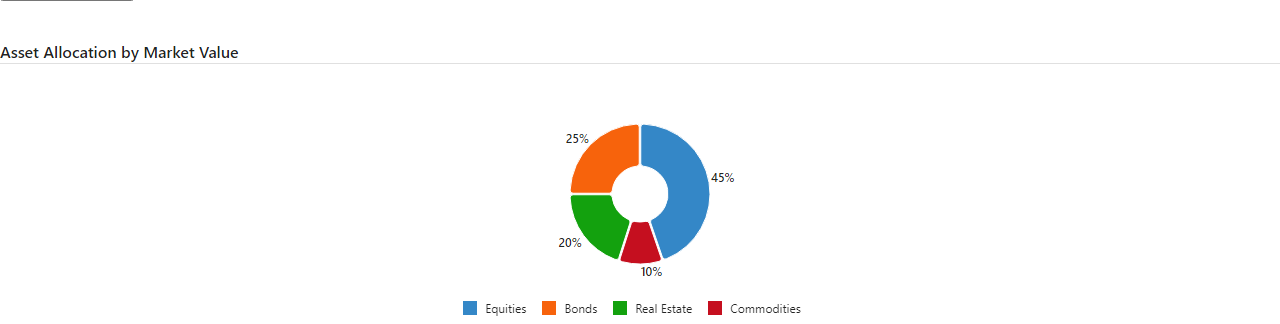 Asset Allocation by Market Value
25%
45%
20%
10%
Equities Bonds Real Estate Commodities